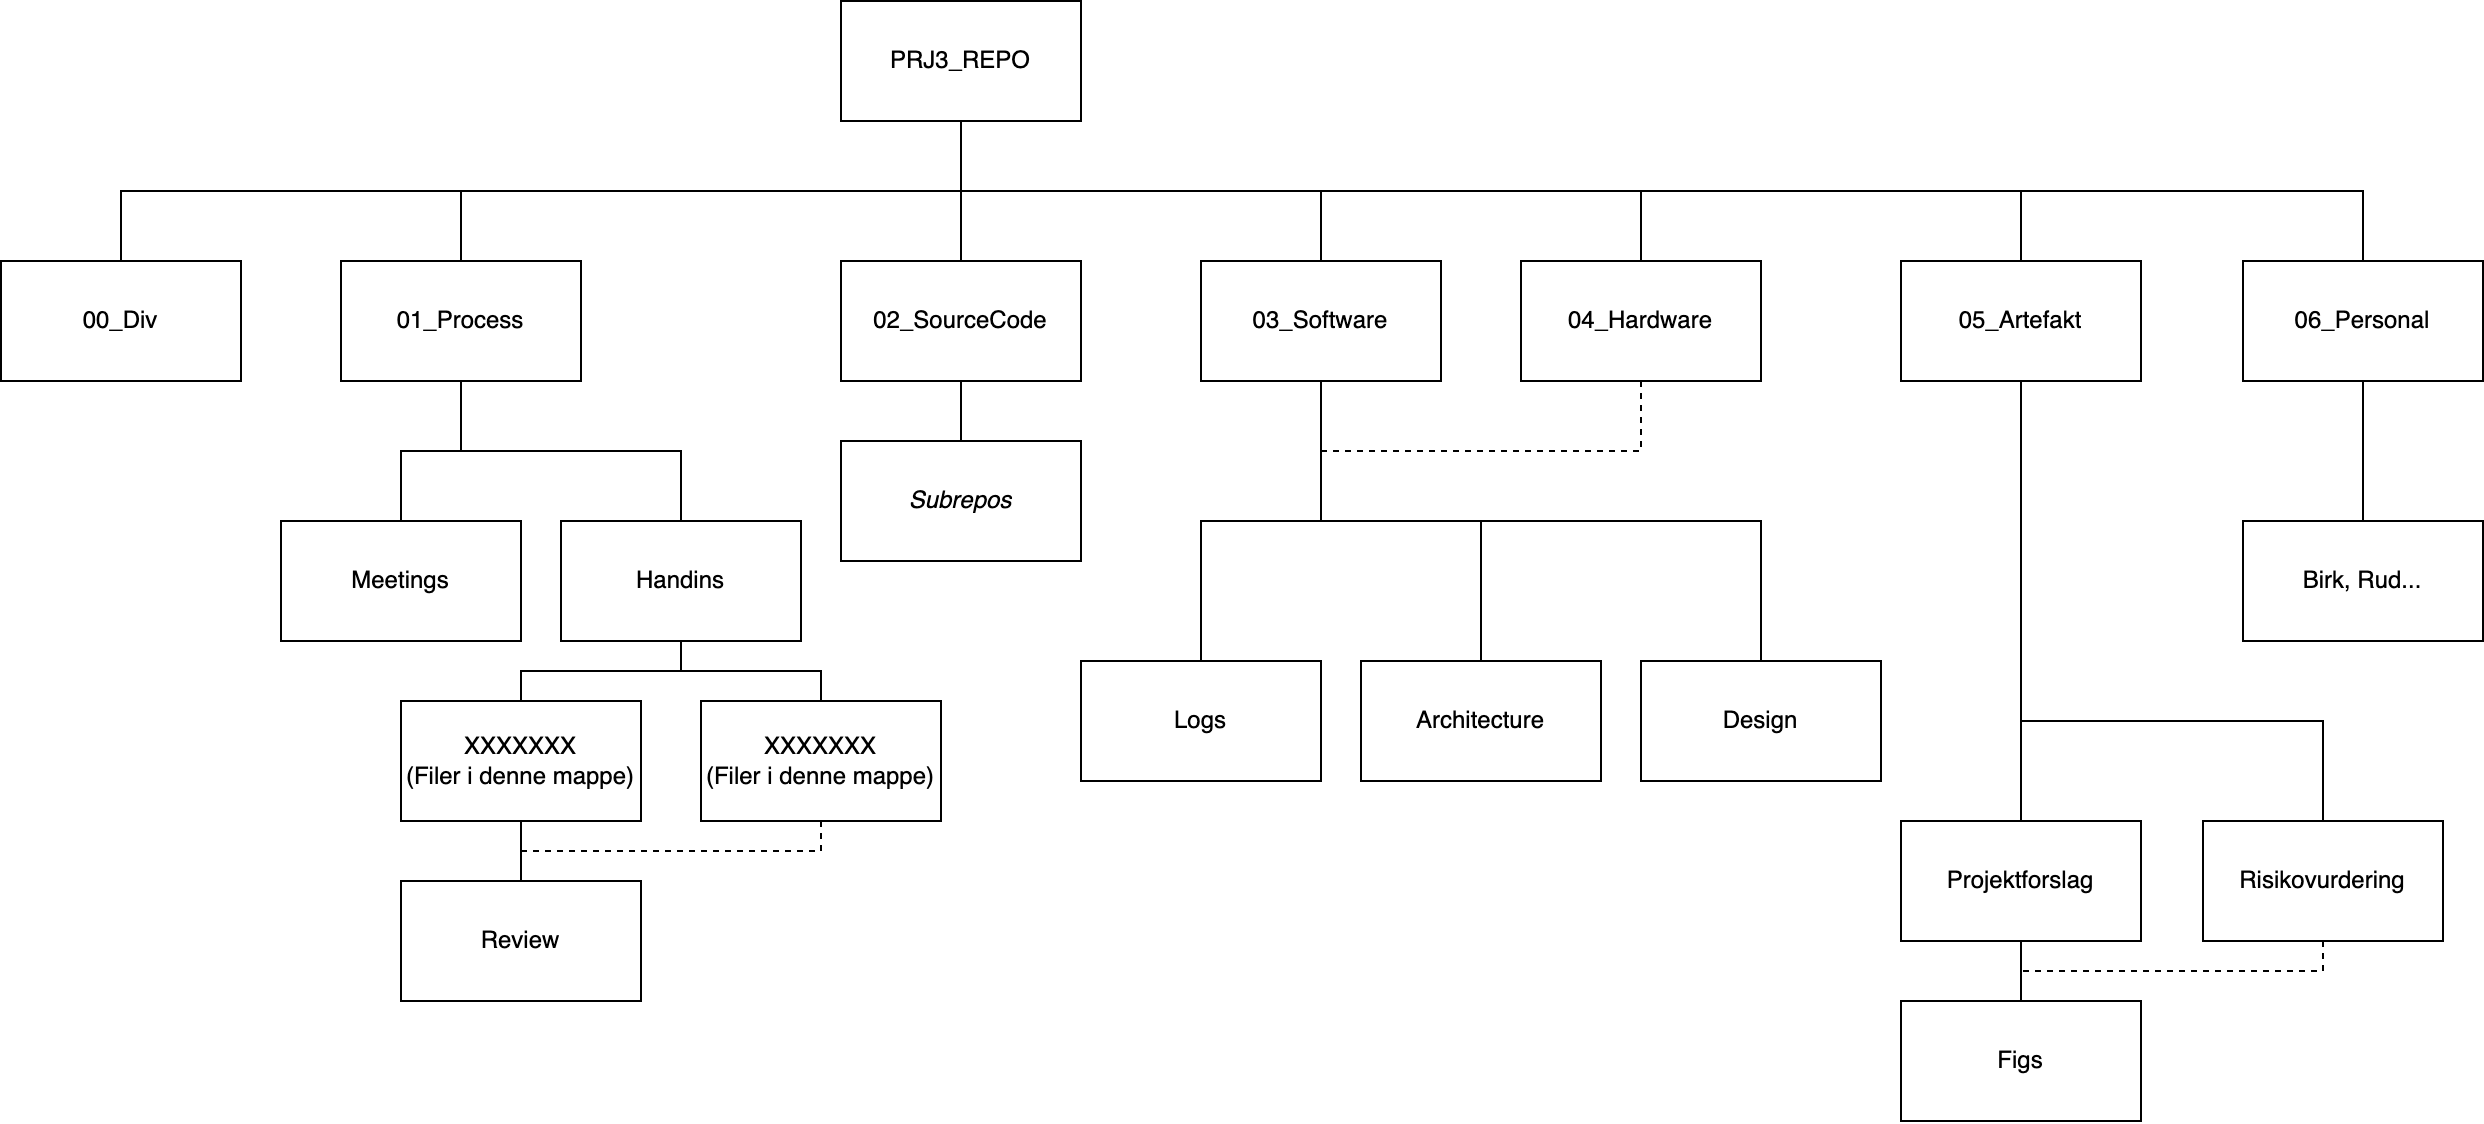 PRJ3_REPO
00_Div
01_Process
02_SourceCode
03_Software
04_Hardware
05_Artefakt
06_Personal
Subrepos
Meetings
Handins
Birk, Rud...
Logs
Architecture
Design
XXXXXXX
(Filer i denne mappe)
XXXXXXX
(Filer i denne mappe)
Projektforslag
Risikovurdering
Review
Figs